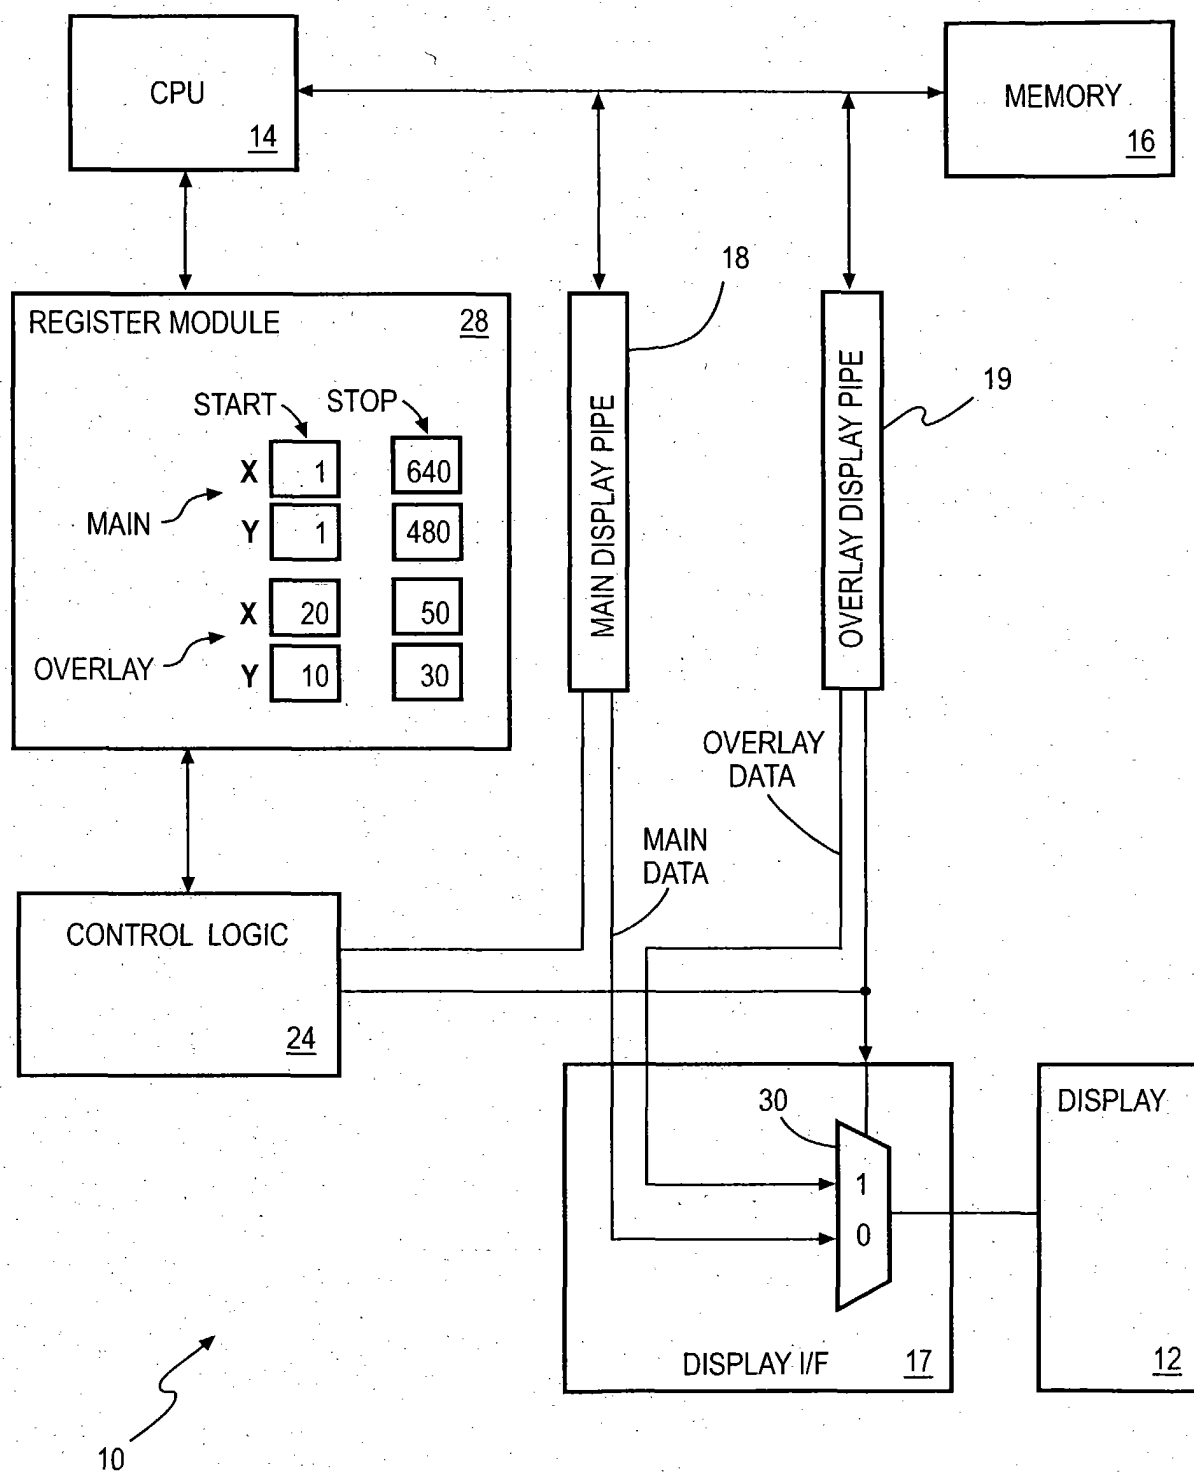 CPU
14
MEMORY
16
18
REGISTER MODULE
28
START
STOP
X 1 640
MAIN
Y 1 480
X 20 50
OVERLAY
Y 10 30
MAIN DISPLAY PIPE
OVERLAY DISPLAY PIPE
19
OVERLAY
DATA
MAIN
DATA
CONTROL LOGIC
24
30
1
0
DISPLAY I/F
17
DISPLAY
12
10